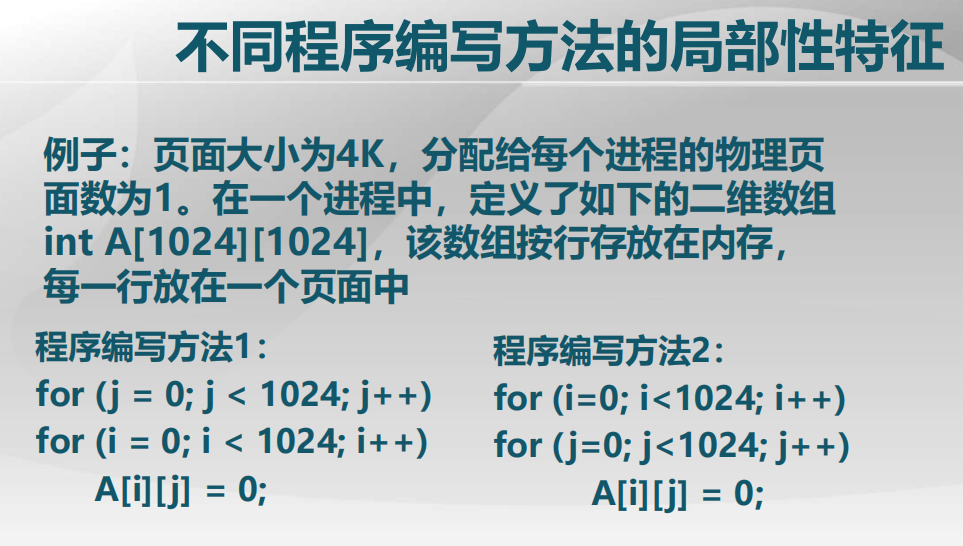 不同程序编写方法的局部性特征
例子：页面大小为4K，分配给每个进程的物理页
面数为1。在一个进程中，定义了如下的二维数组
int A[1024][1024]，该数组按行存放在内存，
每一行放在一个页面中
程序编写方法1：
for (j = 0; j < 1024; j++)
for (i = 0; i < 1024; i++)
A[i][j] = 0;
程序编写方法2：
for (i=0; i<1024; i++)
for (j=0; j<1024; j++)
A[i][j] = 0;